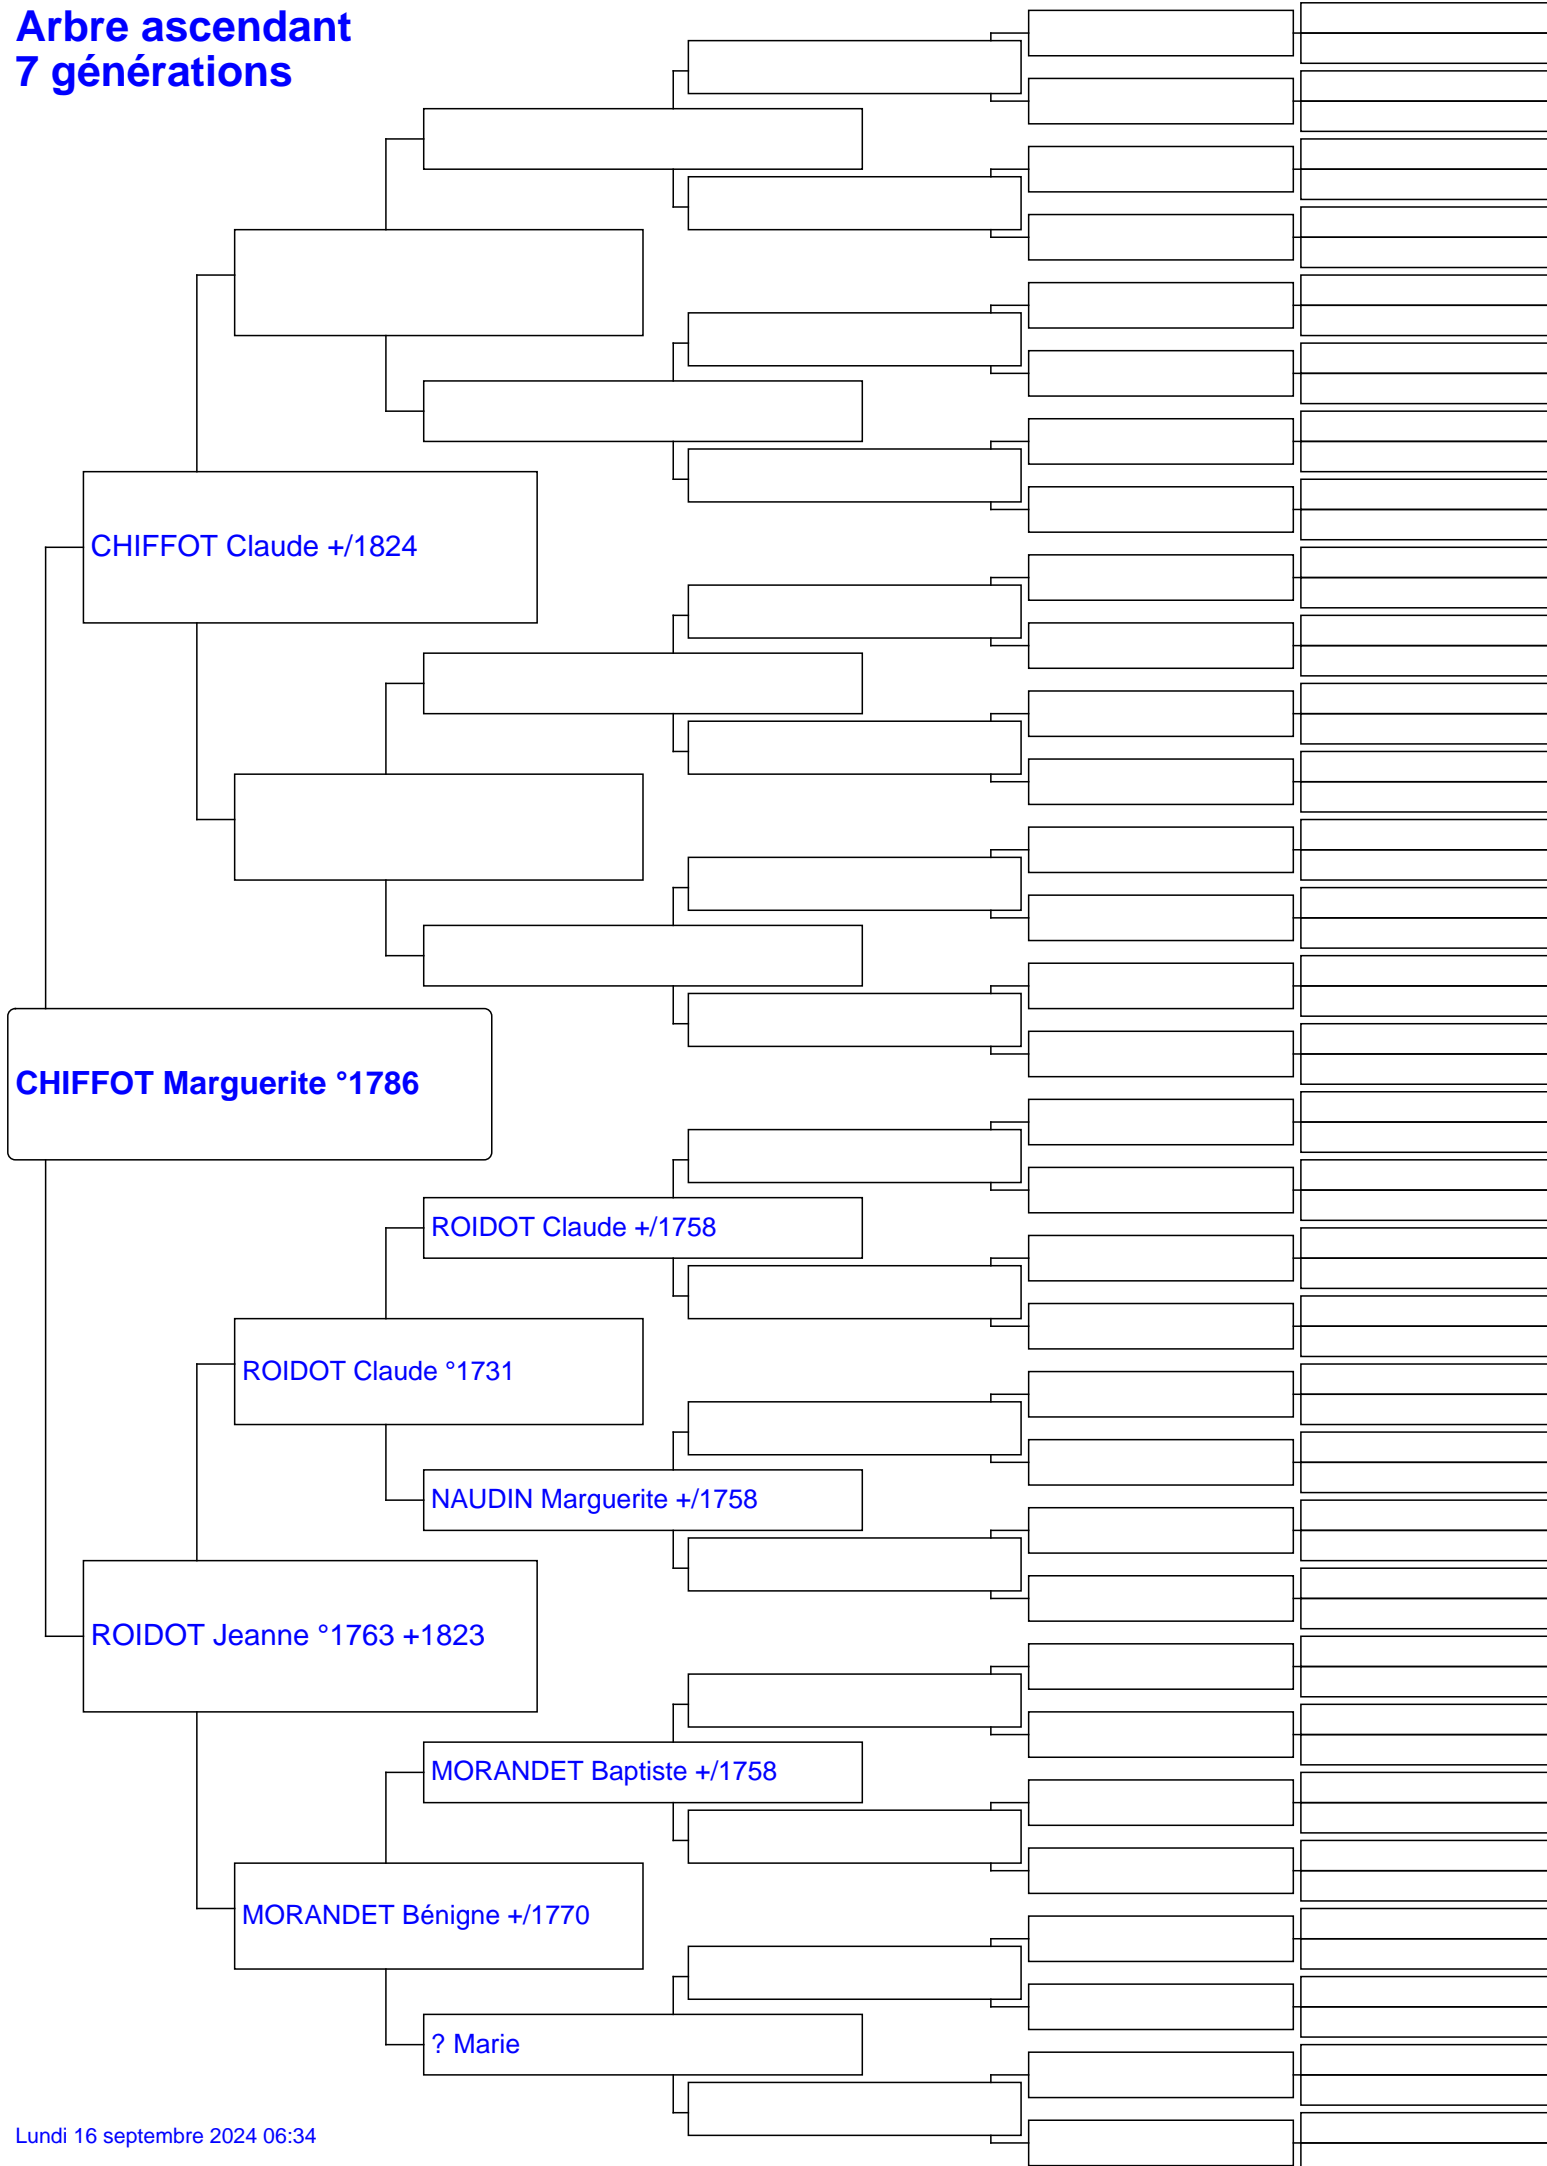 Arbre ascendant
7 générations
CHIFFOT Claude +/1824
CHIFFOT Marguerite °1786
ROIDOT Claude +/1758
ROIDOT Claude °1731
NAUDIN Marguerite +/1758
ROIDOT Jeanne °1763 +1823
MORANDET Baptiste +/1758
MORANDET Bénigne +/1770
? Marie
Lundi 16 septembre 2024 06:34